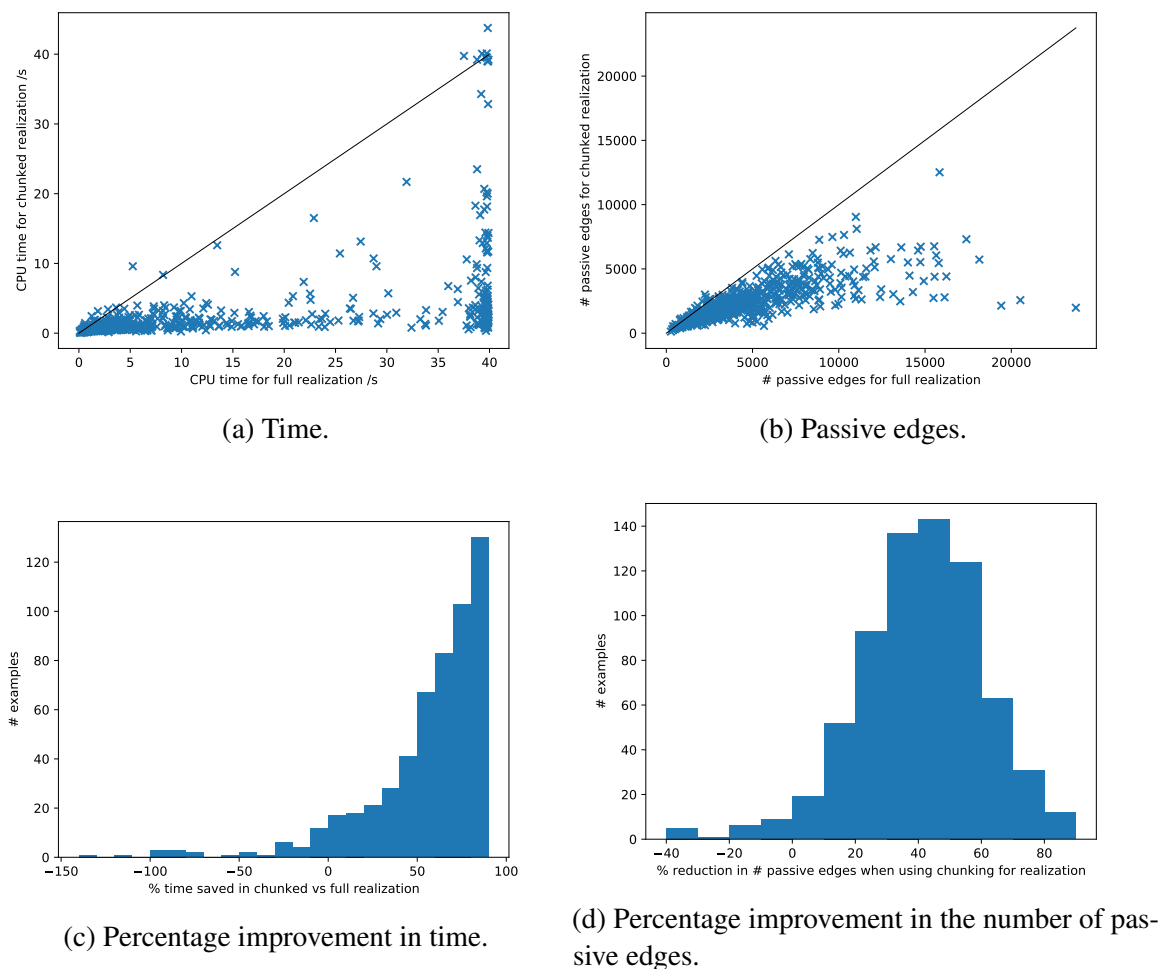 40
30
20
10
0
CPU time for chunked realization /s
0 5 10 15 20 25 30 35 40
CPU time for full realization /s
(a) Time.
20000
15000
10000
5000
0
# passive edges for chunked realization
0 5000 10000 15000 20000
# passive edges for full realization
(b) Passive edges.
120
100
80
60
40
20
0
# examples
−150 −100 −50 0 50 100
% time saved in chunked vs full realization
(c) Percentage improvement in time.
140
120
100
80
60
40
20
0
# examples
−40 −20 0 20 40 60 80
% reduction in # passive edges when using chunking for realization
(d) Percentage improvement in the number of pas-
sive edges.